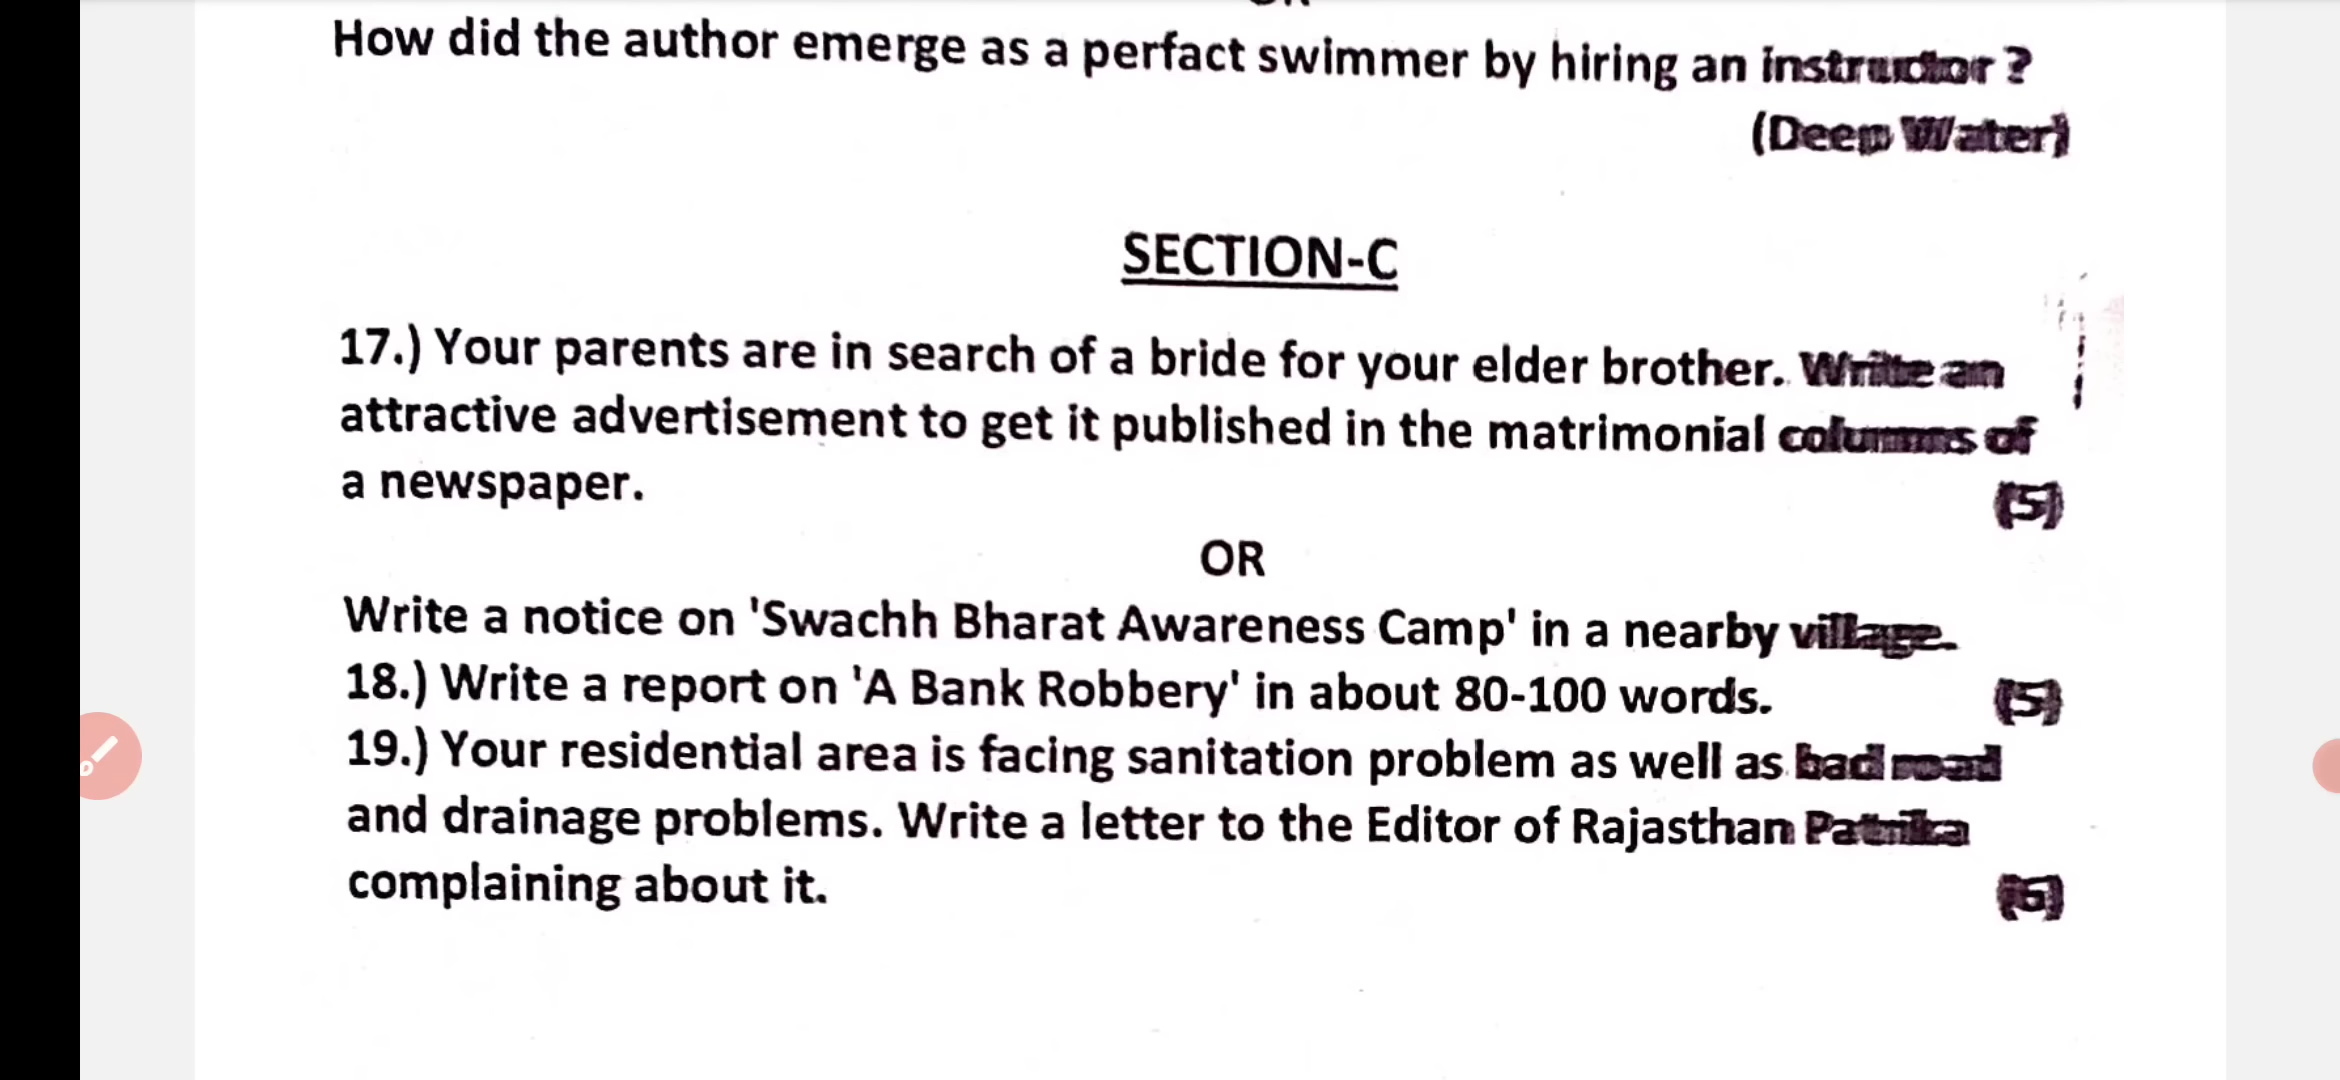 How did the author emerge as a perfact swimmer by hiring an instructor ?
(Deep Water)
SECTION-C
17.) Your parents are in search of a bride for your elder brother. Write an
attractive advertisement to get it published in the matrimonial columns of
a newspaper.
(5)
OR
Write a notice on 'Swachh Bharat Awareness Camp' in a nearby village.
18.) Write a report on 'A Bank Robbery' in about 80-100 words.
(5)
19.) Your residential area is facing sanitation problem as well as bad road
and drainage problems. Write a letter to the Editor of Rajasthan Patrika
complaining about it.